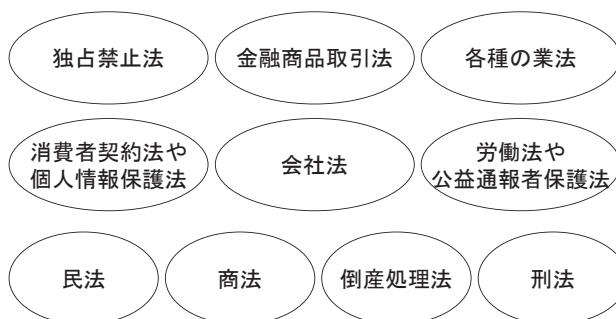 独占禁止法
金融商品取引法
各種の業法
消費者契約法や
個人情報保護法
会社法
労働法や
公益通報者保護法
民法
商法
倒産処理法
刑法